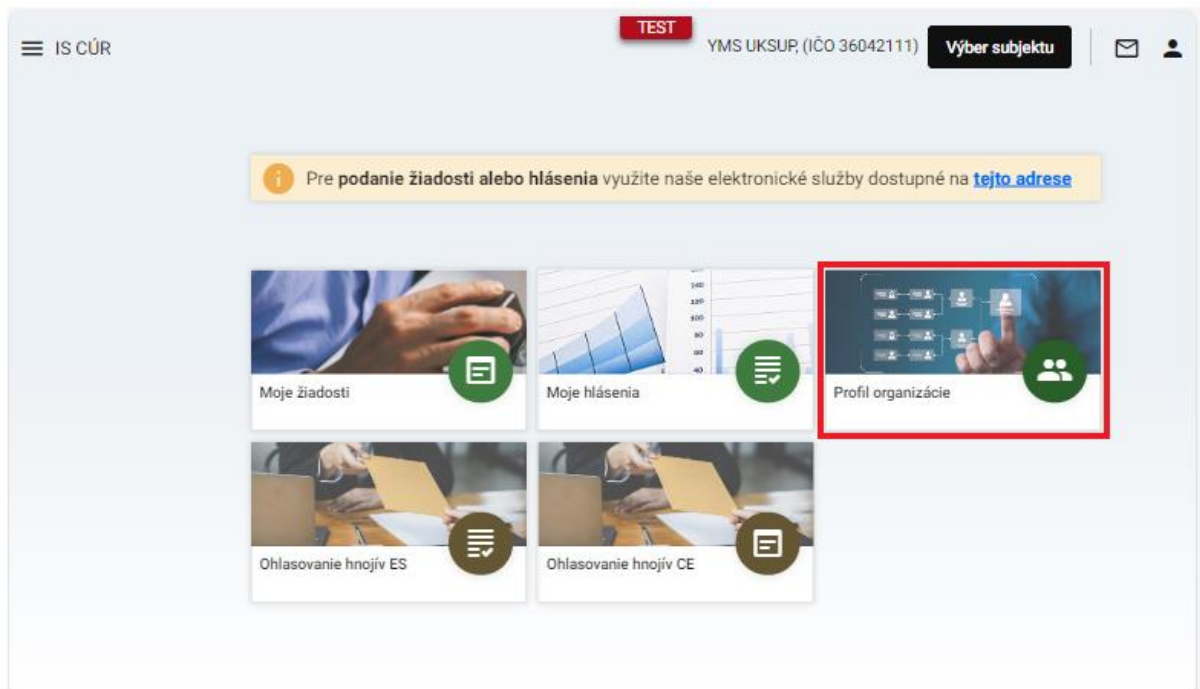 TEST
IS CÚR
YMS UKSUP, (IČO 36042111)
Výber subjektu
Pre podanie žiadosti alebo hlásenia využite naše elektronické služby dostupné na tejto adrese
Moje žiadosti
Moje hlásenia
Profil organizácie
Ohlasovanie hnojív ES
Ohlasovanie hnojív CE